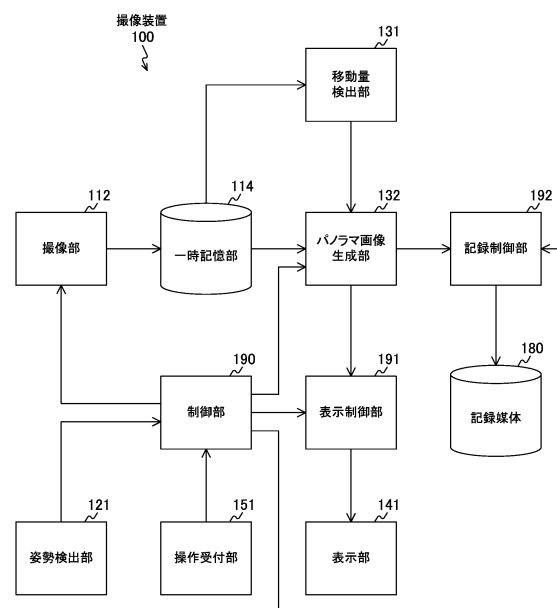 撮像装置
100
131
移動量
検出部
112
撮像部
114
一時記憶部
132
パノラマ画像
生成部
192
記録制御部
190
制御部
191
表示制御部
180
記録媒体
121
姿勢検出部
151
操作受付部
141
表示部